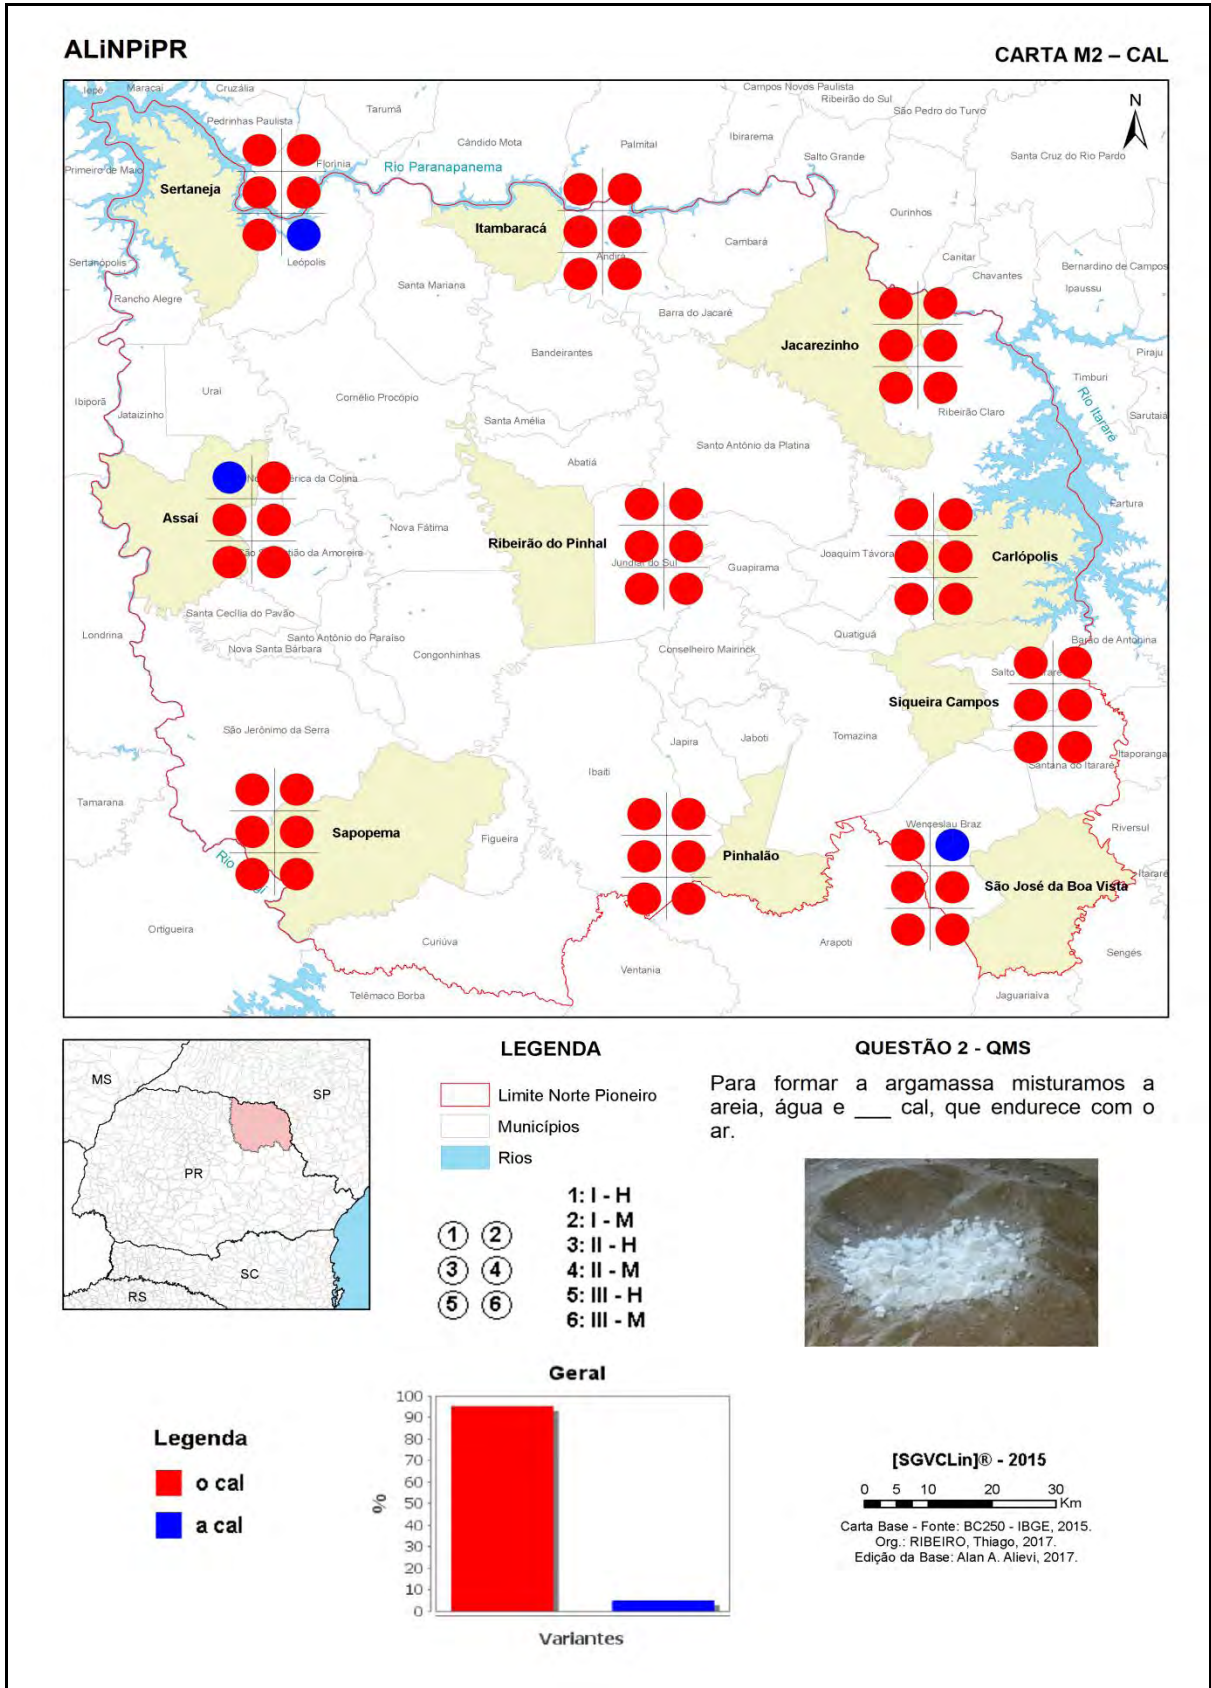 ALiNPiPR
CARTA M2 – CAL
Iepê
Maracaí
Cruzália
Campos Novos Paulista
Ribeirão do Sul
Tarumã
São Pedro do Turvo
N
Pedrinhas Paulista
Cândido Mota
Palmital
Ibirarema
Florínia
Rio Paranapanema
Salto Grande
Santa Cruz do Rio Pardo
Primeiro de Maio
Sertaneja
Itambaracá
Ourinhos
Andirá
Cambará
Canitar
Chavantes
Bernardino de Campos
Ipaussu
Sertanópolis
Leópolis
Santa Mariana
Rancho Alegre
Barra do Jacaré
Jacarezinho
Bandeirantes
Piraju
Timburi
Rio Itararé
Uraí
Ibiporã
Jataizinho
Cornélio Procópio
Ribeirão Claro
Sarutaiá
Santa Amélia
Santo Antônio da Platina
Abatiá
Assaí
Nova Fátima
Ribeirão do Pinhal
Jundiaí do Sul
Guapirama
Joaquim Távora
Carlópolis
Fartura
Santa Cecília do Pavão
Londrina
Santo Antônio do Paraíso
Nova Santa Bárbara
Congonhinhas
Conselheiro Mairinck
Quatiguá
Barão de Antonina
Siqueira Campos
São Jerônimo da Serra
Japira
Jaboti
Tomazina
Itaporanga
Santana do Itararé
Ibaiti
Tamarana
Sapopema
Figueira
Pinhalão
Wenceslau Braz
Riversul
São José da Boa Vista
Itararé
Ortigueira
Curiúva
Arapoti
Sengés
Ventania
Telêmaco Borba
Jaguariaíva
MS
SP
PR
SC
RS
LEGENDA
Limite Norte Pioneiro
Municípios
Rios
1 2
3 4
5 6
1: I - H
2: I - M
3: II - H
4: II - M
5: III - H
6: III - M
QUESTÃO 2 - QMS
Para formar a argamassa misturamos a
areia, água e ___ cal, que endurece com o
ar.
Legenda
o cal
a cal
Geral
%
100
90
80
70
60
50
40
30
20
10
0
Variantes
[SGVCLin]® - 2015
0 5 10 20 30
Km
Carta Base - Fonte: BC250 - IBGE, 2015.
Org.: RIBEIRO, Thiago, 2017.
Edição da Base: Alan A. Alievi, 2017.